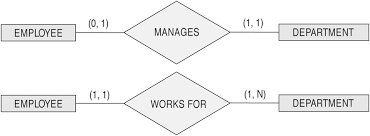 (0, 1) (1, 1)
EMPLOYEE MANAGES DEPARTMENT
(1, 1) (1, N)
EMPLOYEE WORKS FOR DEPARTMENT